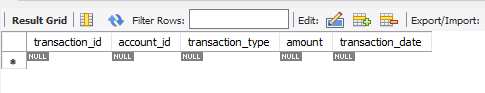 Result Grid Filter Rows: Edit: Export/Import:
transaction_id account_id transaction_type amount transaction_date
* NULL NULL NULL NULL NULL